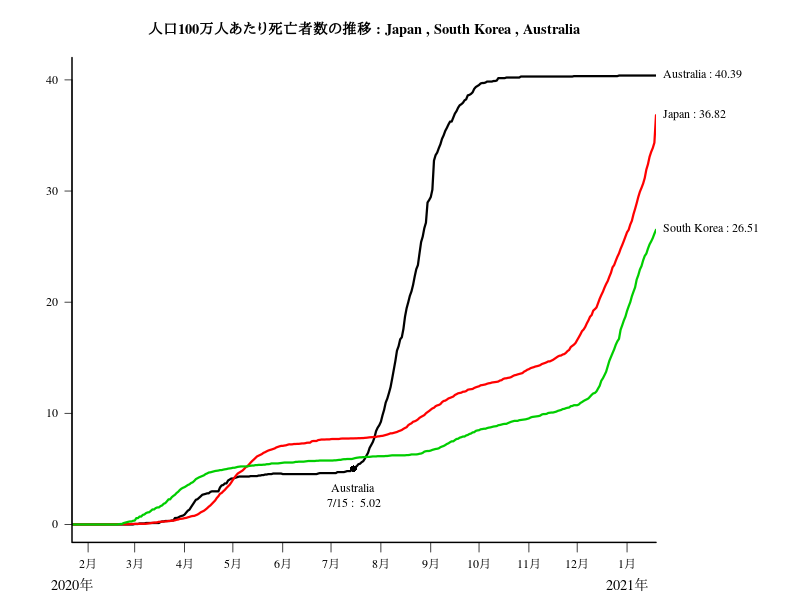 人口100万人あたり死亡者数の推移 : Japan , South Korea , Australia
40
30
20
10
0
Australia : 40.39
Japan : 36.82
South Korea : 26.51
Australia
7/15 : 5.02
2月 3月 4月 5月 6月 7月 8月 9月 10月 11月 12月 1月
2020年 2021年